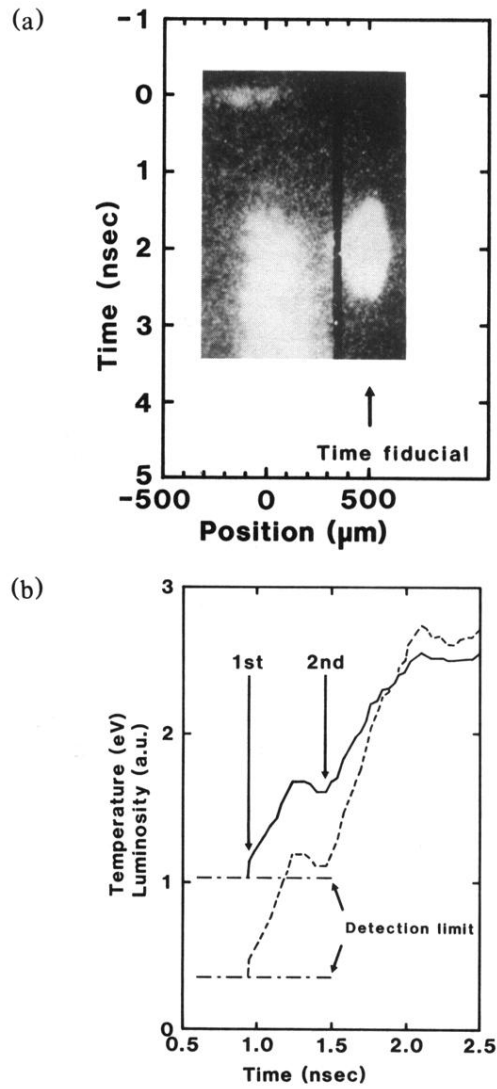 (a)
-1
0
1
2
3
4
5
Time (nsec)
Time fiducial
-500 0 500
Position (μm)
(b)
3
2
1
0
Temperature (eV)
Luminosity (a.u.)
1st 2nd
Detection limit
0.5 1.0 1.5 2.0 2.5
Time (nsec)